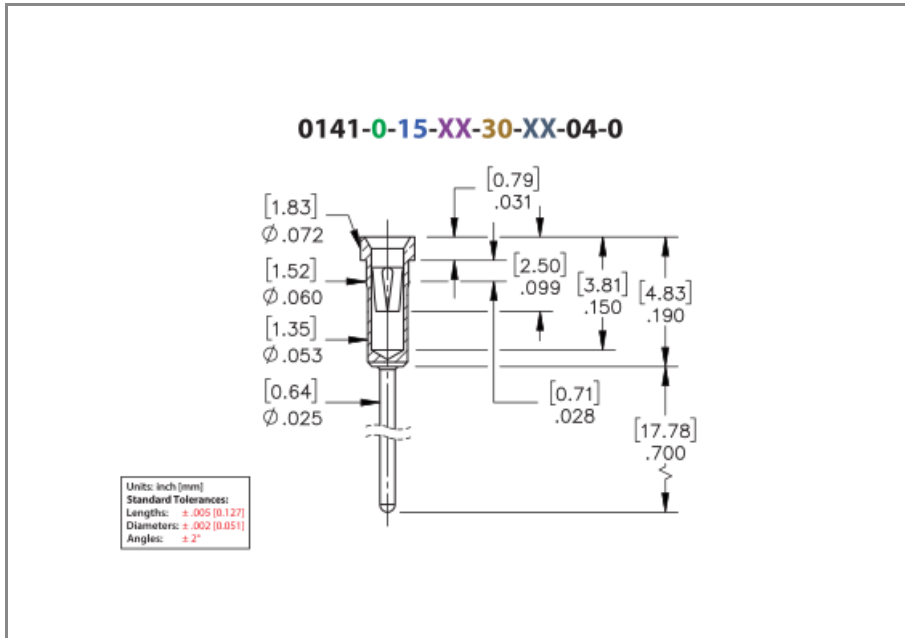 0141-0-15-XX-30-XX-04-0
[0.79]
.031
[1.83]
Ø .072
[2.50]
.099
[3.81]
.150
[4.83]
.190
[1.52]
Ø .060
[1.35]
Ø .053
[0.64]
Ø .025
[0.71]
.028
[17.78]
.700
Units: inch [mm]
Standard Tolerances:
Lengths: ± .005 [0.127]
Diameters: ± .002 [0.051]
Angles: ± 2°